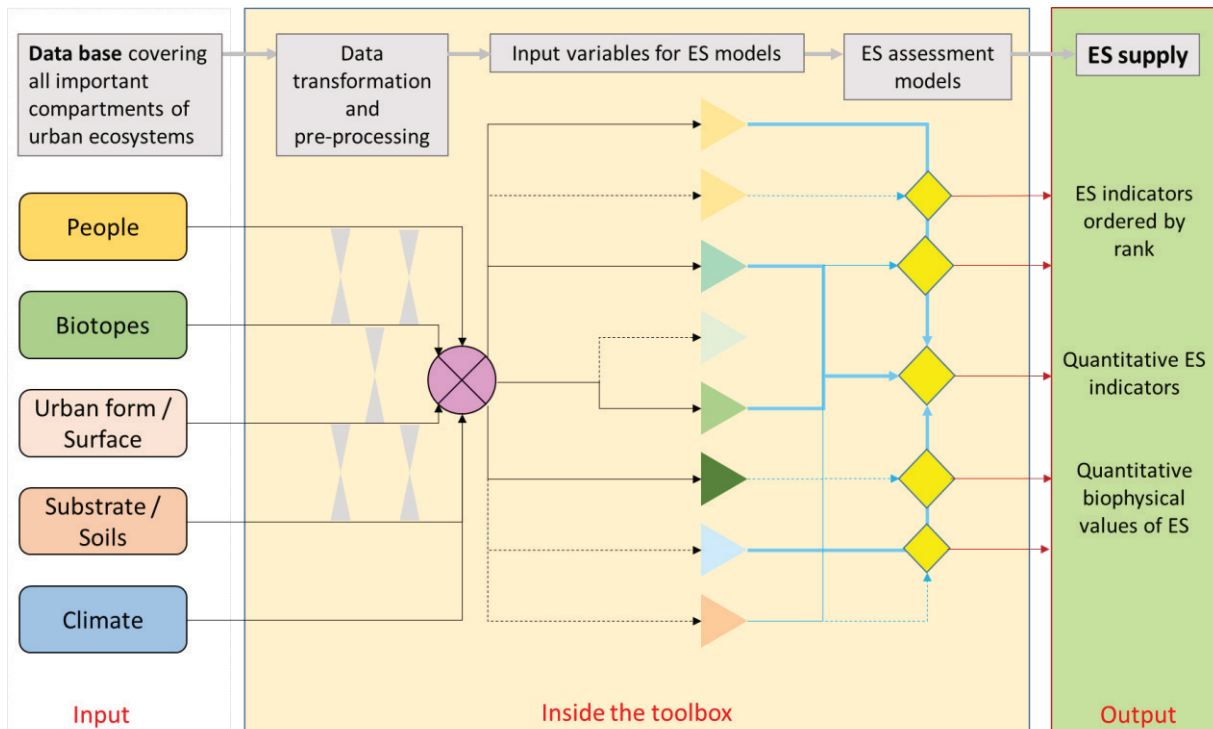 Data base covering
all important
compartments of
urban ecosystems
Data
transformation
and
pre-processing
Input variables for ES models
ES assessment
models
ES supply
People
Biotopes
Urban form /
Surface
Substrate /
Soils
Climate
ES indicators
ordered by
rank
Quantitative ES
indicators
Quantitative
biophysical
values of ES
Input
Inside the toolbox
Output